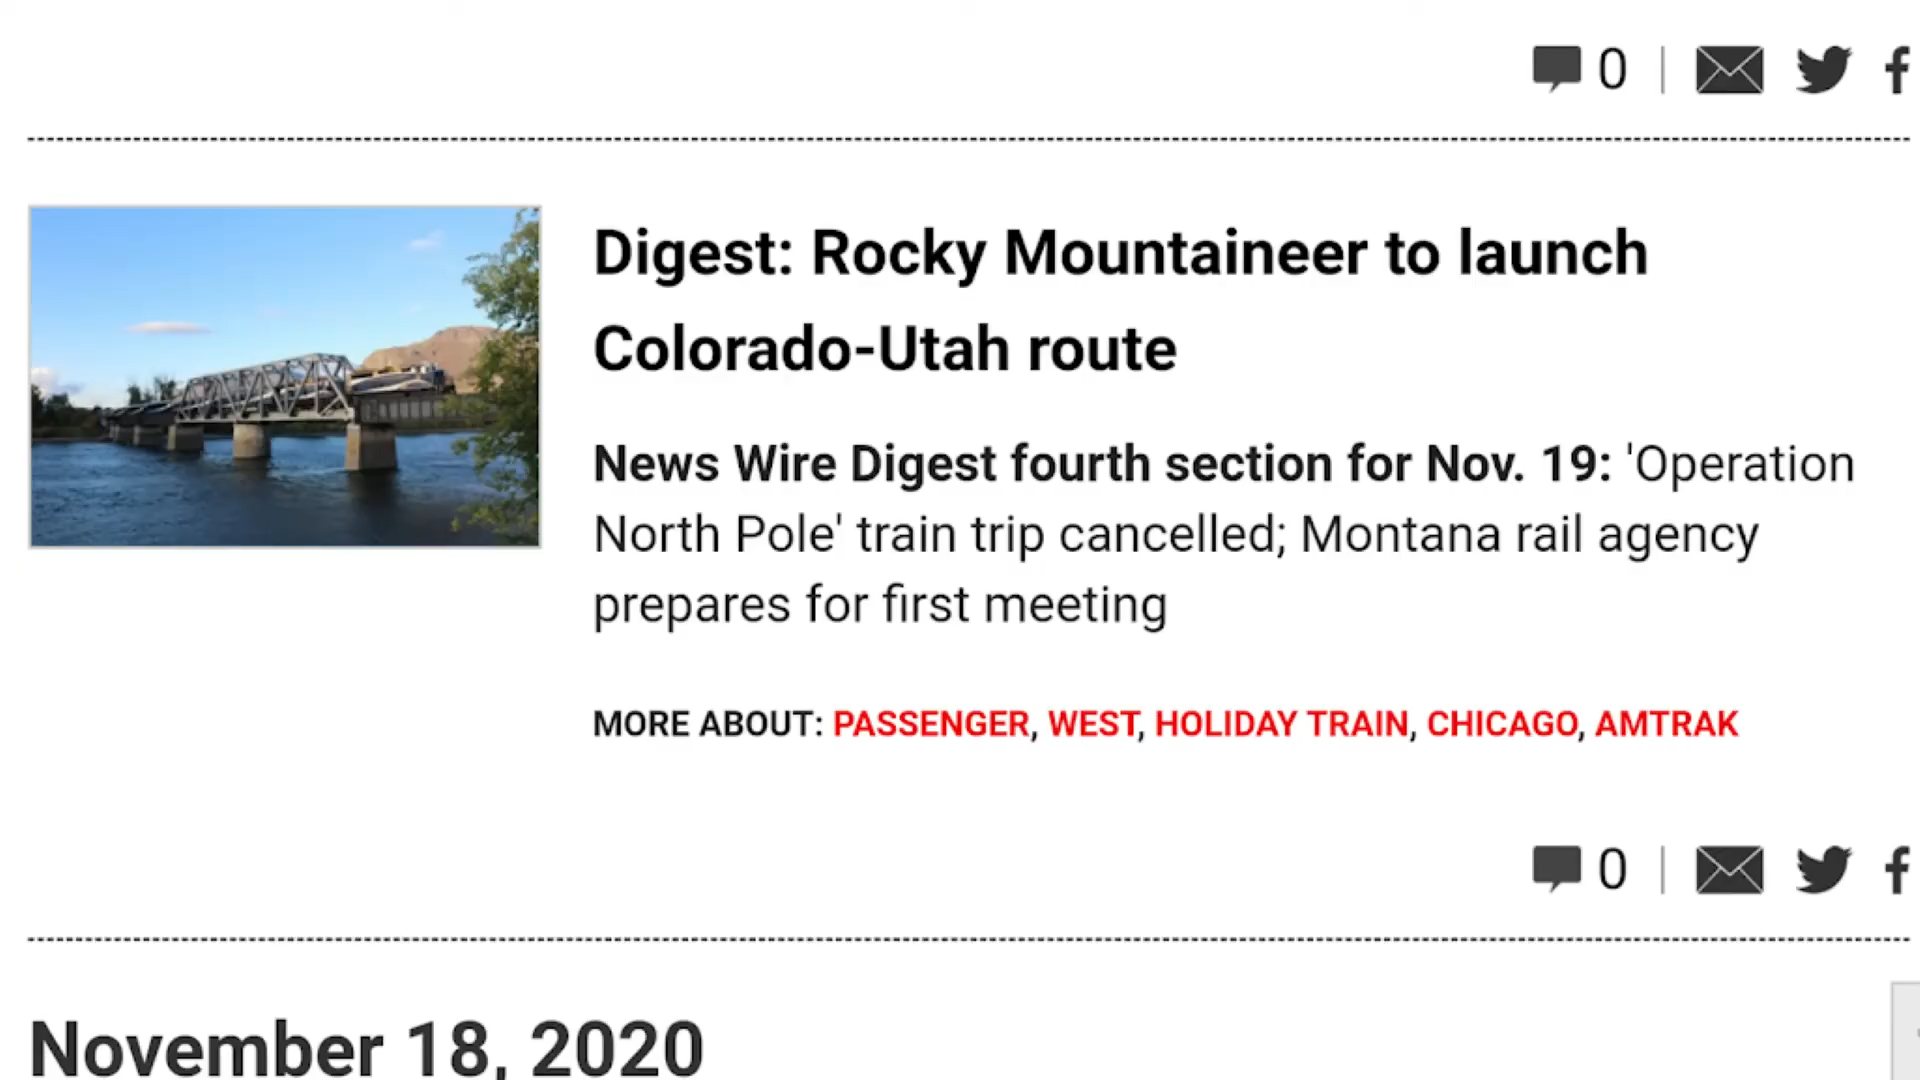 0
Digest: Rocky Mountaineer to launch
Colorado-Utah route
News Wire Digest fourth section for Nov. 19: 'Operation
North Pole' train trip cancelled; Montana rail agency
prepares for first meeting
MORE ABOUT: PASSENGER, WEST, HOLIDAY TRAIN, CHICAGO, AMTRAK
0
November 18, 2020